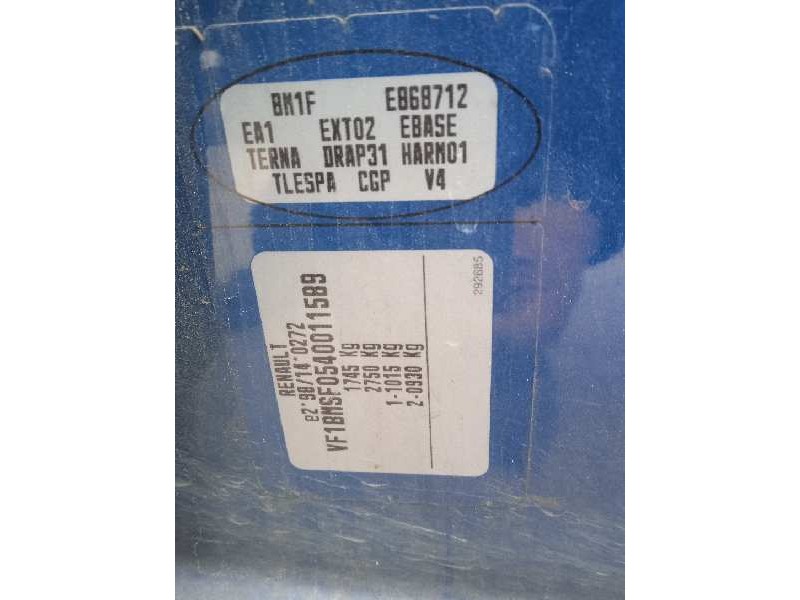 BM1F E868712
EA1 EXT02 EBASE
TERNA DRAP31 HARM01
TLESPA CGP V4
RENAULT
e2*98/14*0272
VF1BMSF0540011589
1745 Kg
2750 Kg
1-1015 Kg
2-0930 Kg
292685